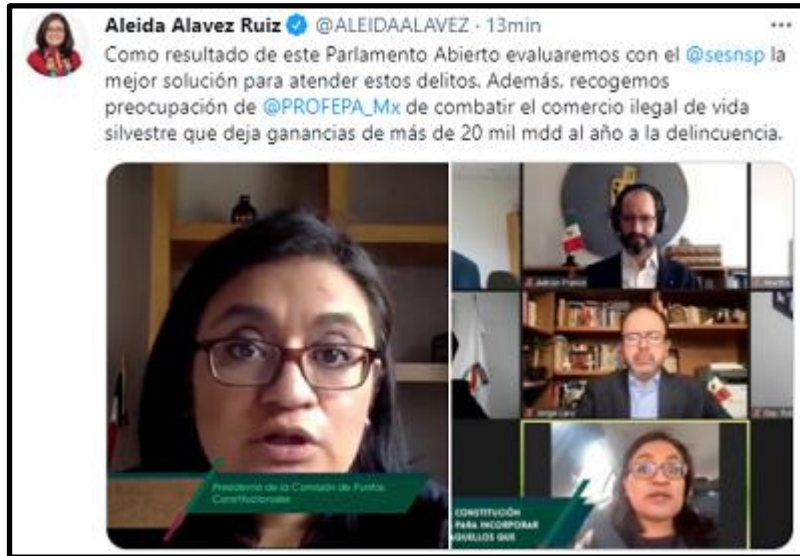 Aleida Alavez Ruiz @ALEIDAALAVEZ · 13min
Como resultado de este Parlamento Abierto evaluaremos con el @sesnsp la
mejor solución para atender estos delitos. Además, recogemos
preocupación de @PROFEPA_Mx de combatir el comercio ilegal de vida
silvestre que deja ganancias de más de 20 mil mdd al año a la delincuencia.
Presidenta de la Comisión de Puntos
Constitucionales
Jorge Lara
CONSTITUCIÓN
PARA INCORPORAR
AQUELLOS QUE